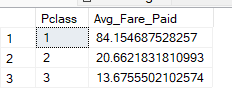 Pclass Avg_Fare_Paid
1 1 84.154687528257
2 2 20.6621831810993
3 3 13.6755502102574